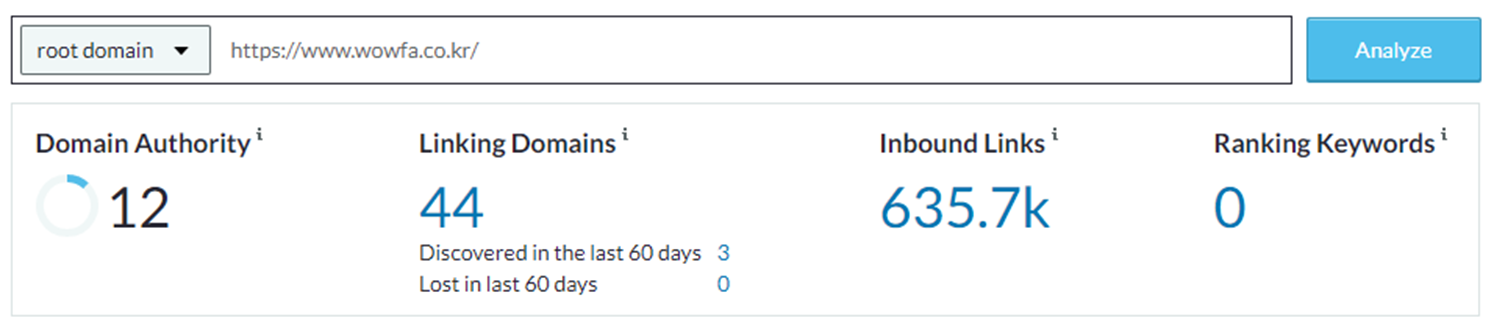 root domain https://www.wowfa.co.kr/ Analyze
Domain Authority i Linking Domains i Inbound Links i Ranking Keywords i
12 44 635.7k 0
Discovered in the last 60 days 3
Lost in last 60 days 0